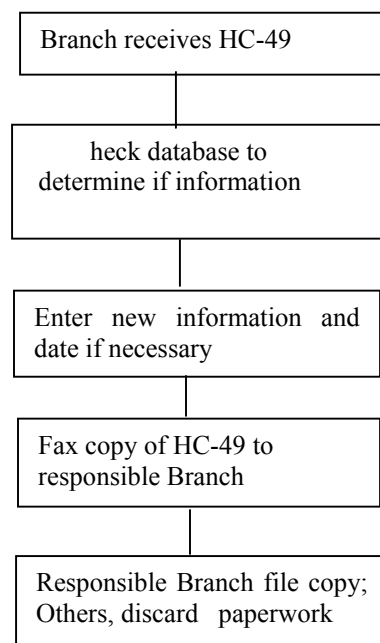 Branch receives HC-49
heck database to
determine if information
Enter new information and
date if necessary
Fax copy of HC-49 to
responsible Branch
Responsible Branch file copy;
Others, discard paperwork